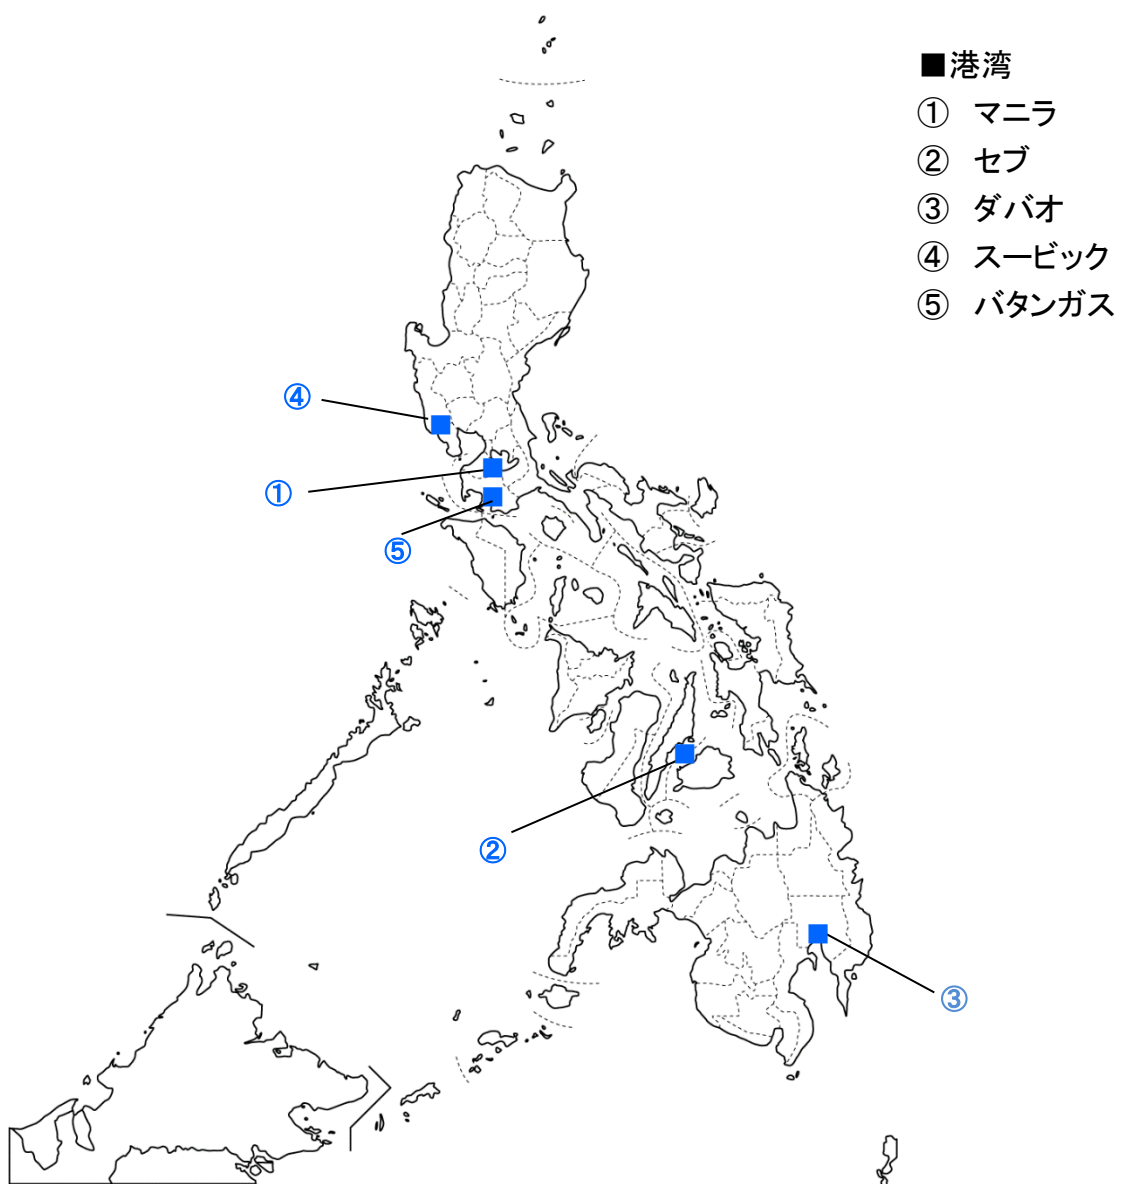 ■港湾
① マニラ
② セブ
③ ダバオ
④ スービック
⑤ バタンガス
④
①
⑤
②
③